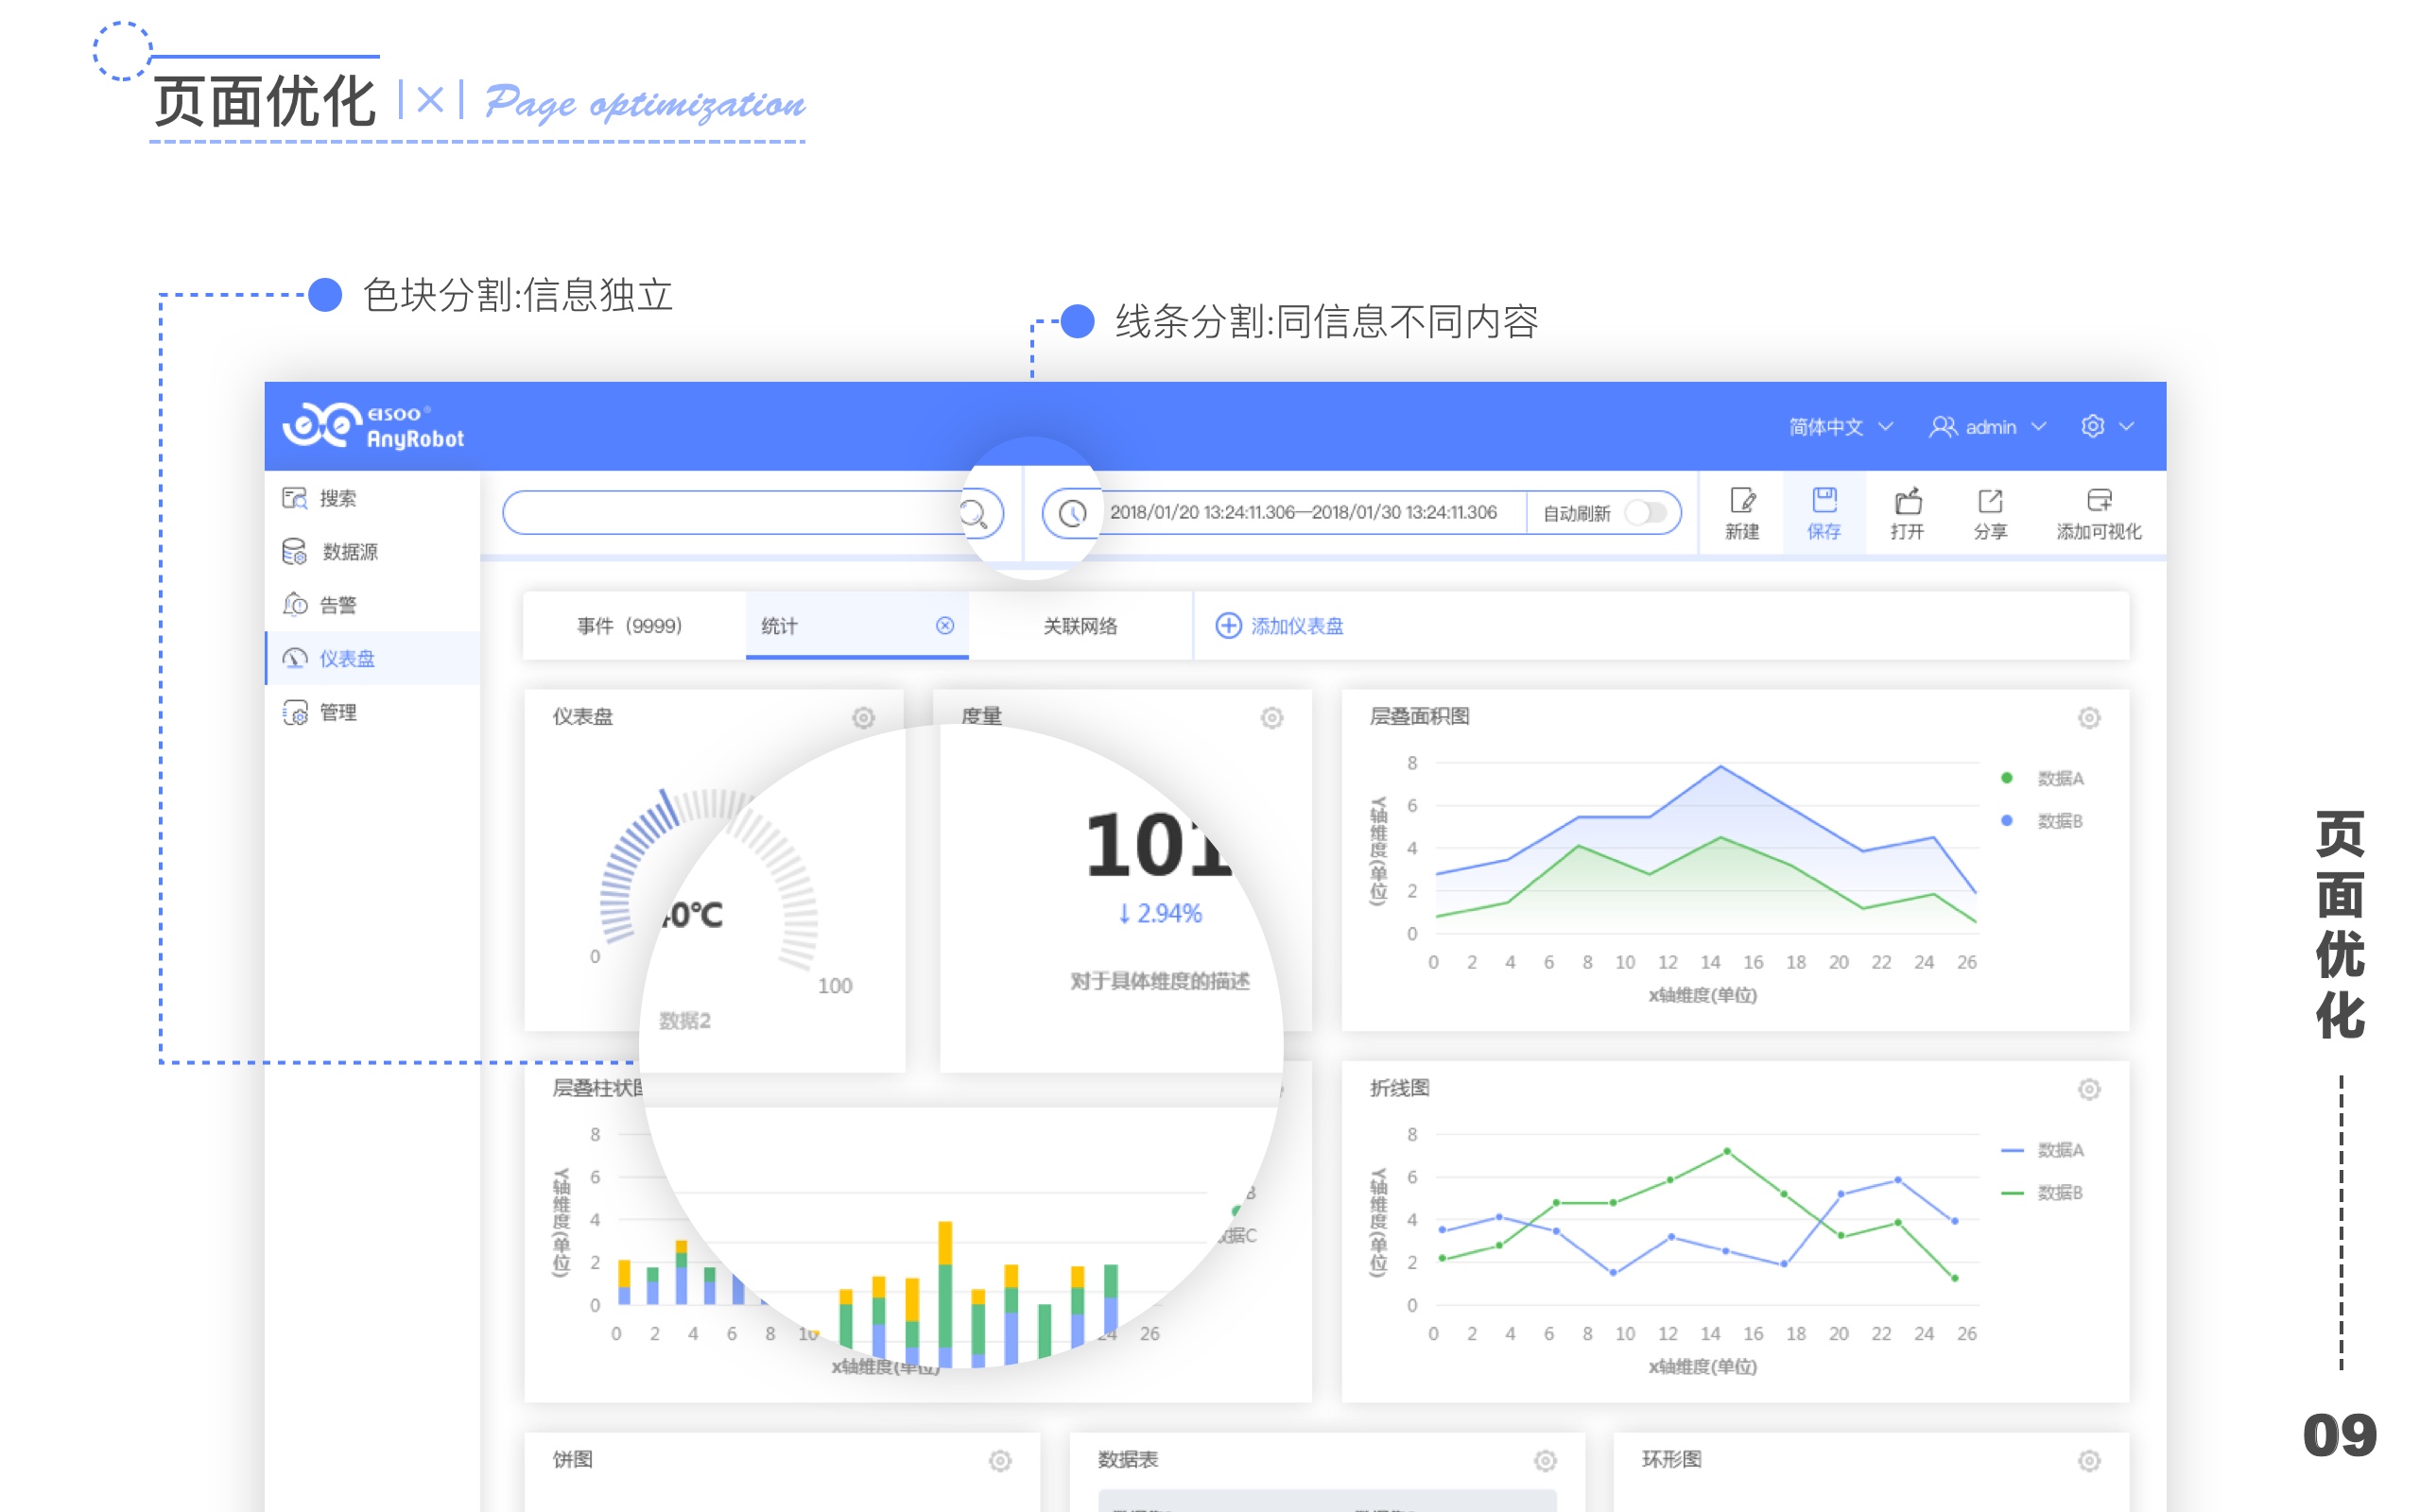 页面优化 |×| Page optimization
色块分割:信息独立
线条分割:同信息不同内容
EISOO®
AnyRobot
简体中文
admin
搜索
数据源
告警
仪表盘
管理
2018/01/20 13:24:11.306—2018/01/30 13:24:11.306
自动刷新
新建
保存
打开
分享
添加可视化
事件（9999）
统计
关联网络
添加仪表盘
仪表盘
0℃
0
100
数据2
度量
101
↓ 2.94%
对于具体维度的描述
层叠面积图
8
6
4
2
0
Y轴维度(单位)
0 2 4 6 8 10 12 14 16 18 20 22 24 26
x轴维度(单位)
数据A
数据B
层叠柱状图
8
6
4
2
0
Y轴维度(单位)
0 2 4 6 8 10 24 26
x轴维度(单位)
B
据C
折线图
8
6
4
2
0
Y轴维度(单位)
0 2 4 6 8 10 12 14 16 18 20 22 24 26
x轴维度(单位)
数据A
数据B
饼图
数据表
环形图
页面优化
09